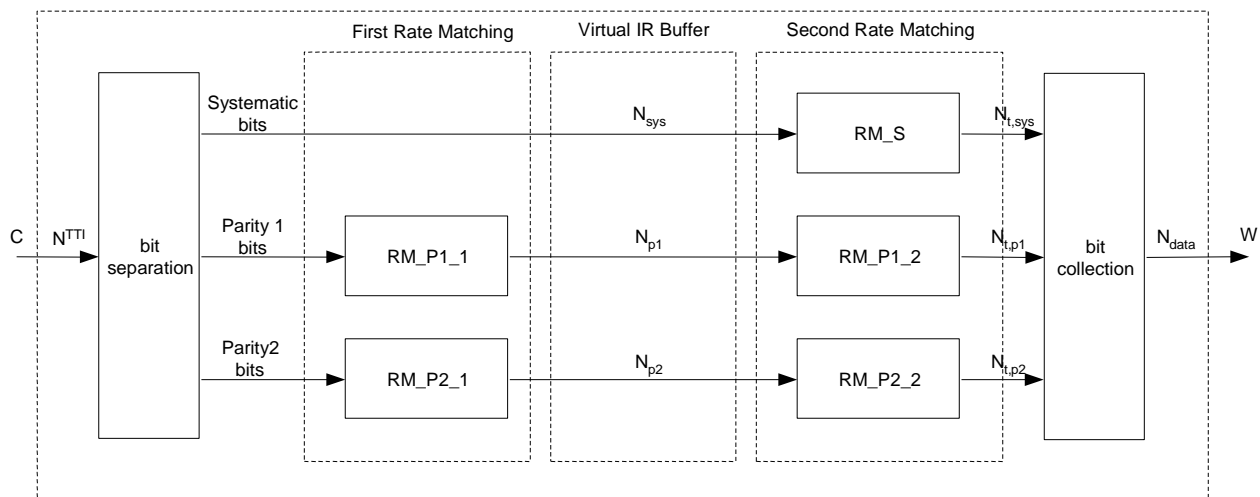 First Rate Matching
Virtual IR Buffer
Second Rate Matching
Systematic
bits
N_sys
RM_S
N_t,sys
C
N^TTI
bit
separation
Parity 1
bits
RM_P1_1
N_p1
RM_P1_2
N_t,p1
bit
collection
N_data
W
Parity2
bits
RM_P2_1
N_p2
RM_P2_2
N_t,p2